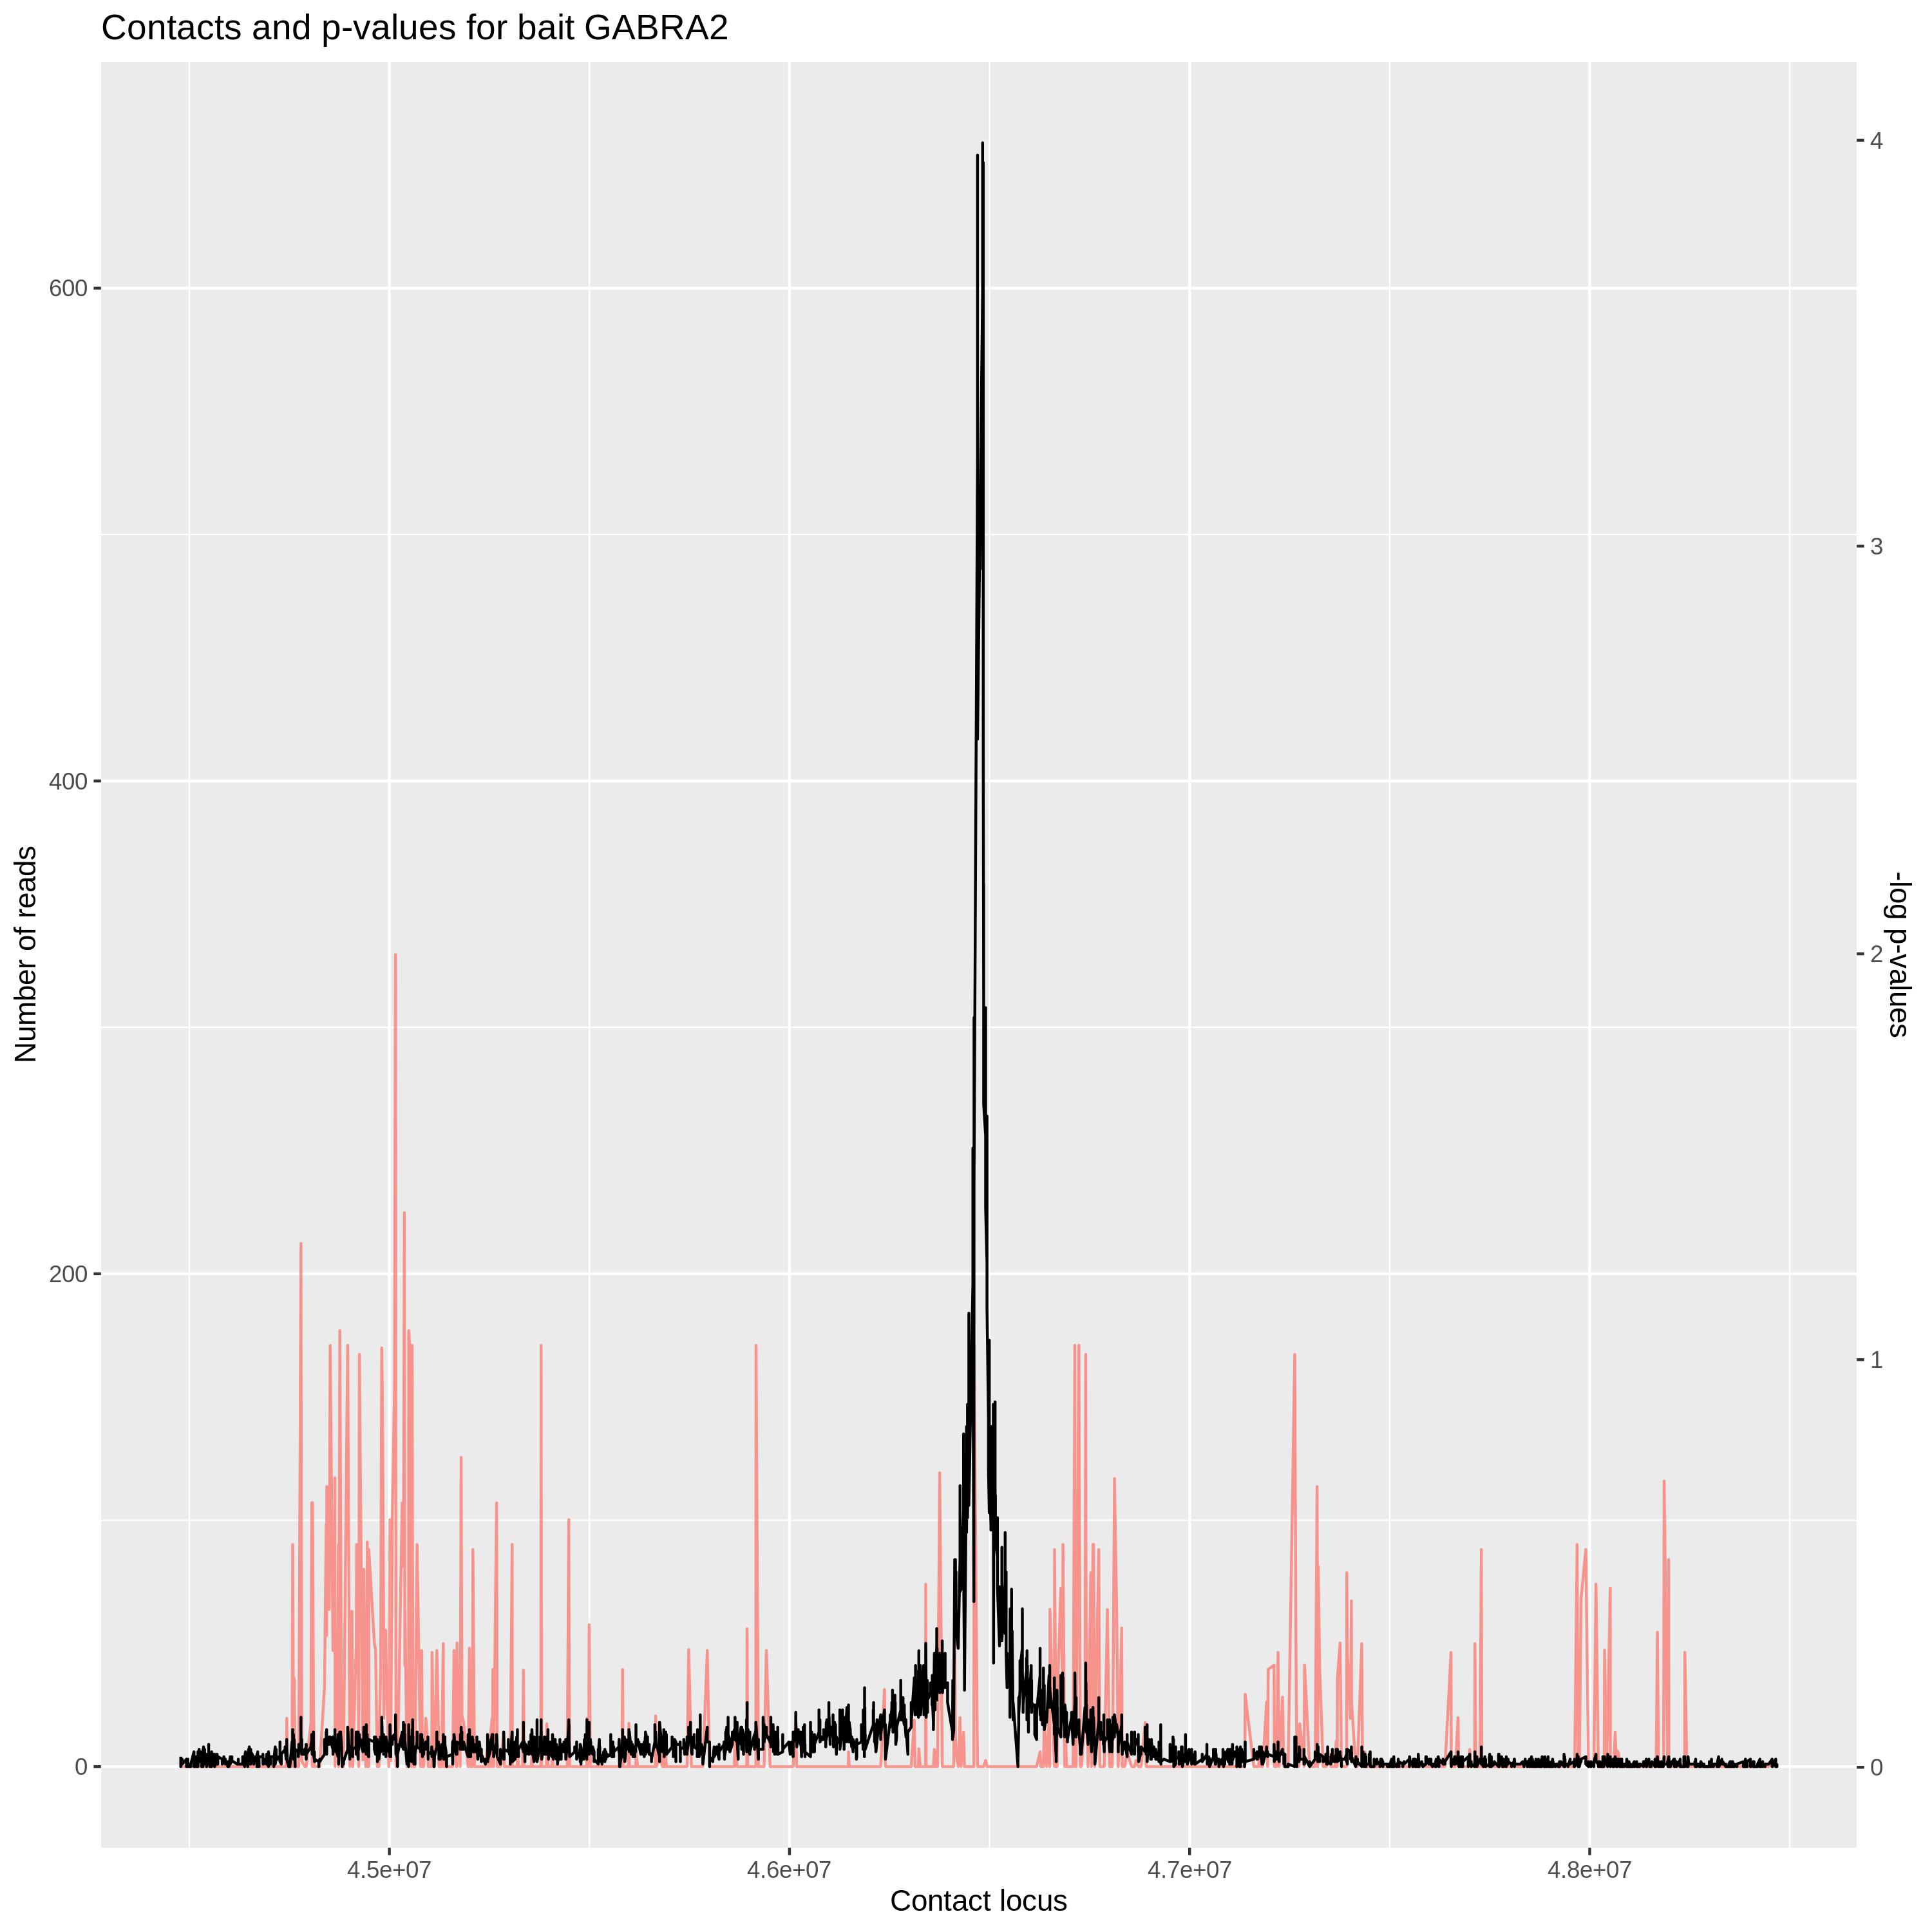 Contacts and p-values for bait GABRA2
Number of reads
600
400
200
0
4
3
2
1
0
-log p-values
4.5e+07 4.6e+07 4.7e+07 4.8e+07
Contact locus